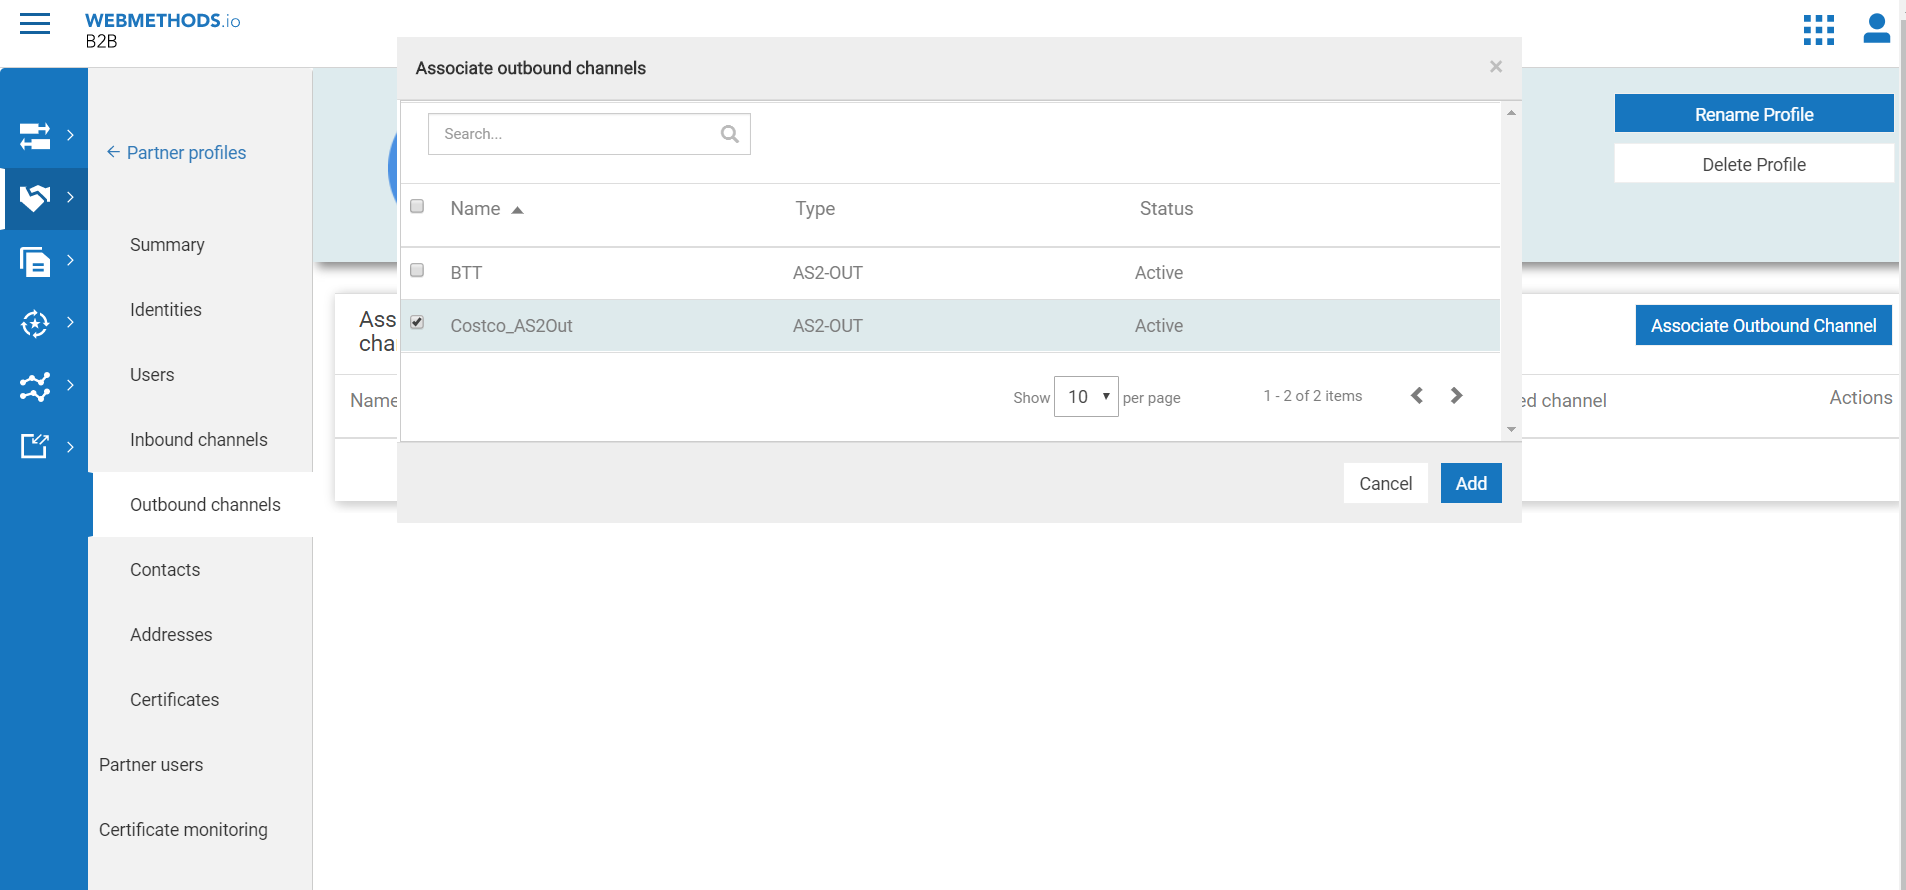 WEBMETHODS.io
B2B
Associate outbound channels
×
Rename Profile
Delete Profile
Partner profiles
Summary
Identities
Users
Inbound channels
Outbound channels
Contacts
Addresses
Certificates
Partner users
Certificate monitoring
Search...
Name Type Status
BTT AS2-OUT Active
Costco_AS2Out AS2-OUT Active
Show 10 per page 1 - 2 of 2 items
Cancel Add
Ass
cha
Associate Outbound Channel
Name ed channel Actions